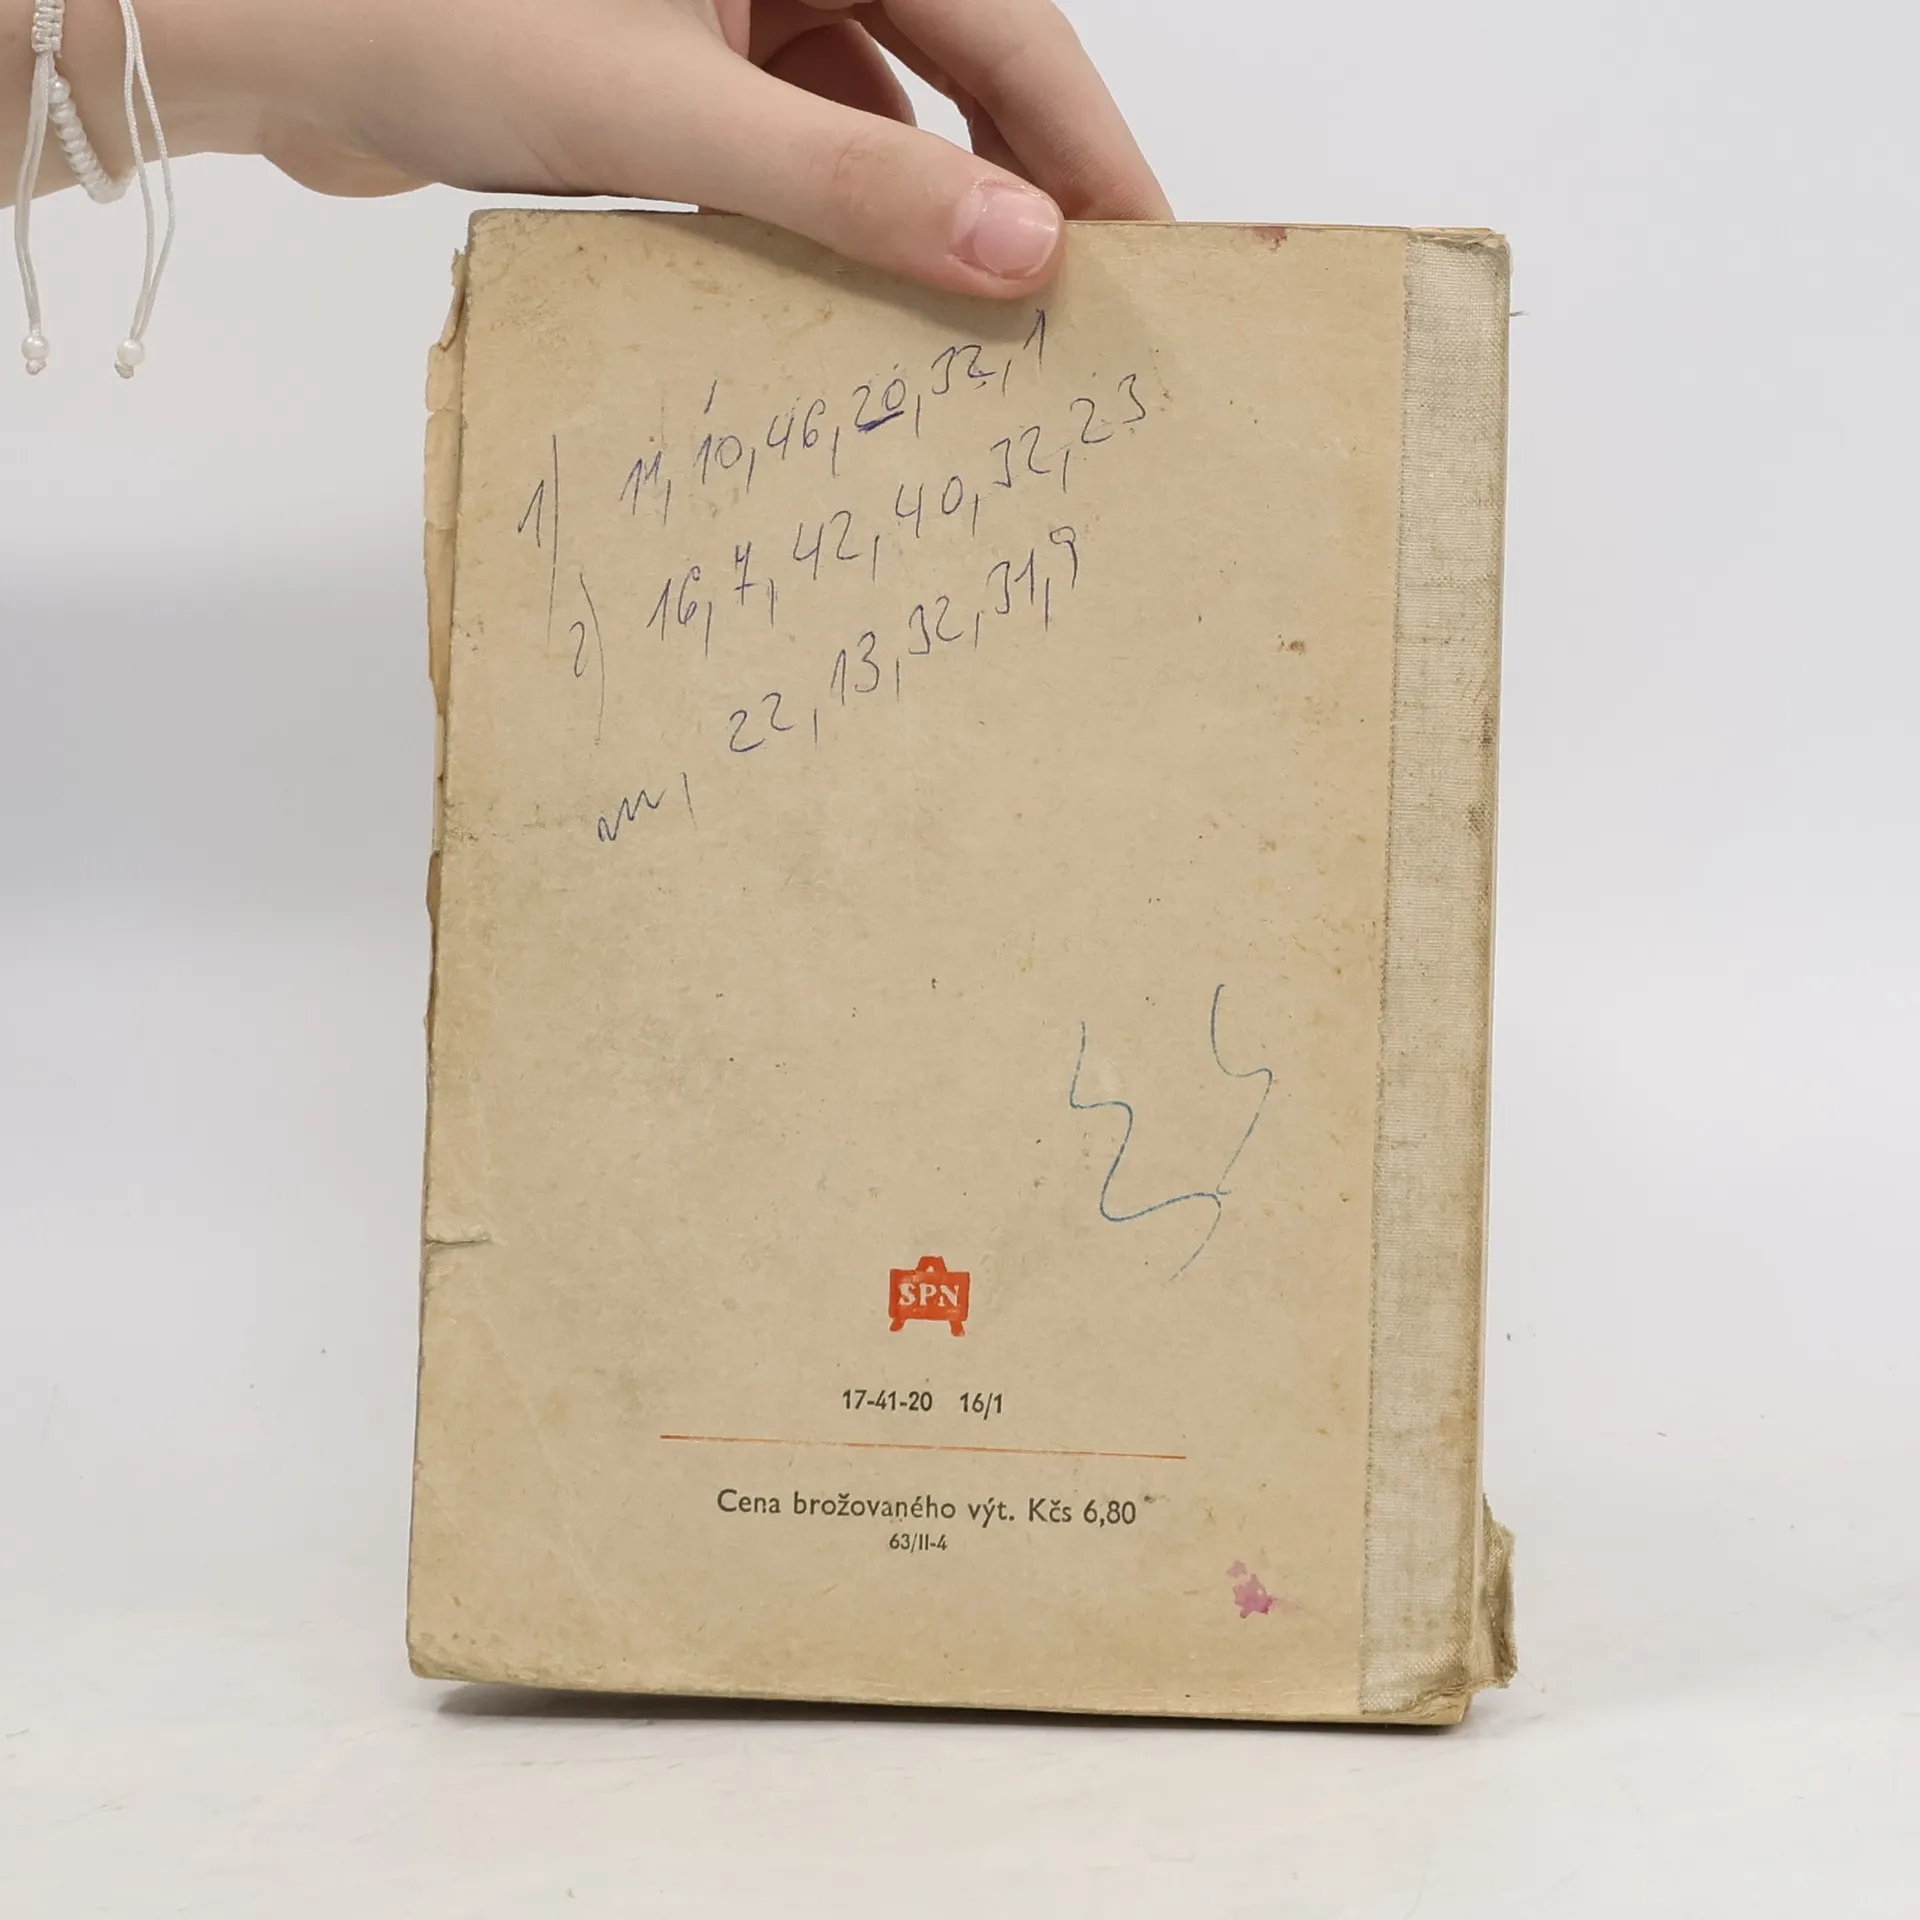 1) 11, 10, 46, 20, 32, 1
2) 16, 7, 42, 40, 32, 23
22, 13, 32, 31, 9
SPN
17-41-20 16/1
Cena brožovaného výt. Kčs 6,80
63/II-4